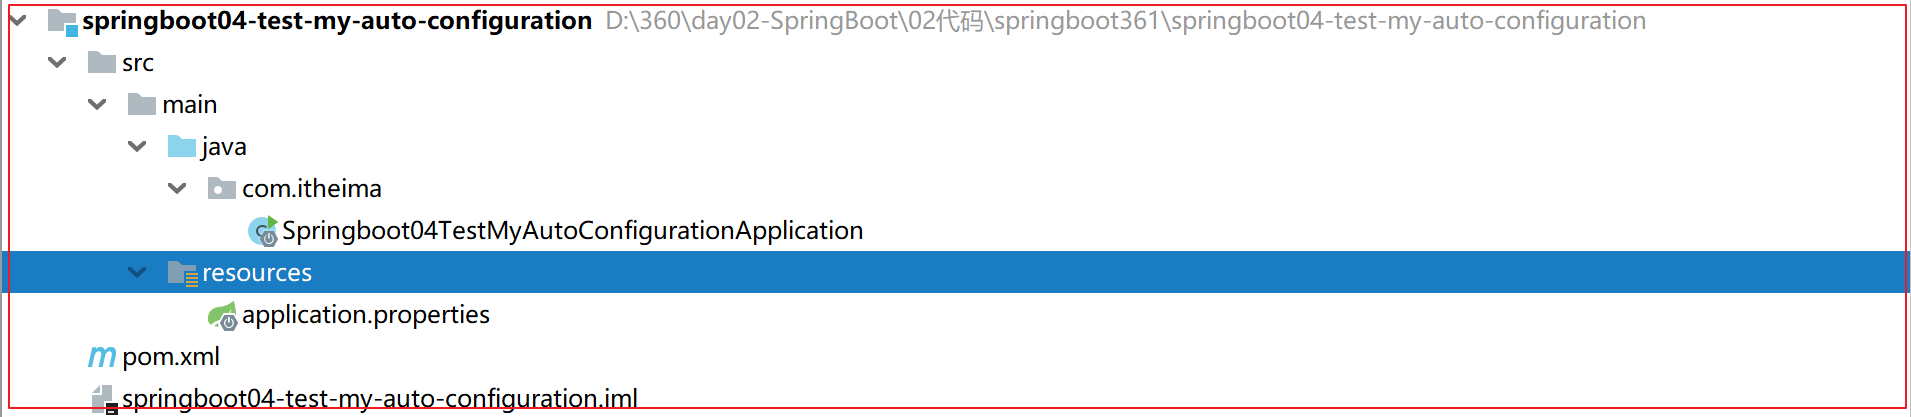 springboot04-test-my-auto-configuration D:\360\day02-SpringBoot\02代码\springboot361\springboot04-test-my-auto-configuration
src
main
java
com.itheima
Springboot04TestMyAutoConfigurationApplication
resources
application.properties
pom.xml
springboot04-test-my-auto-configuration.iml